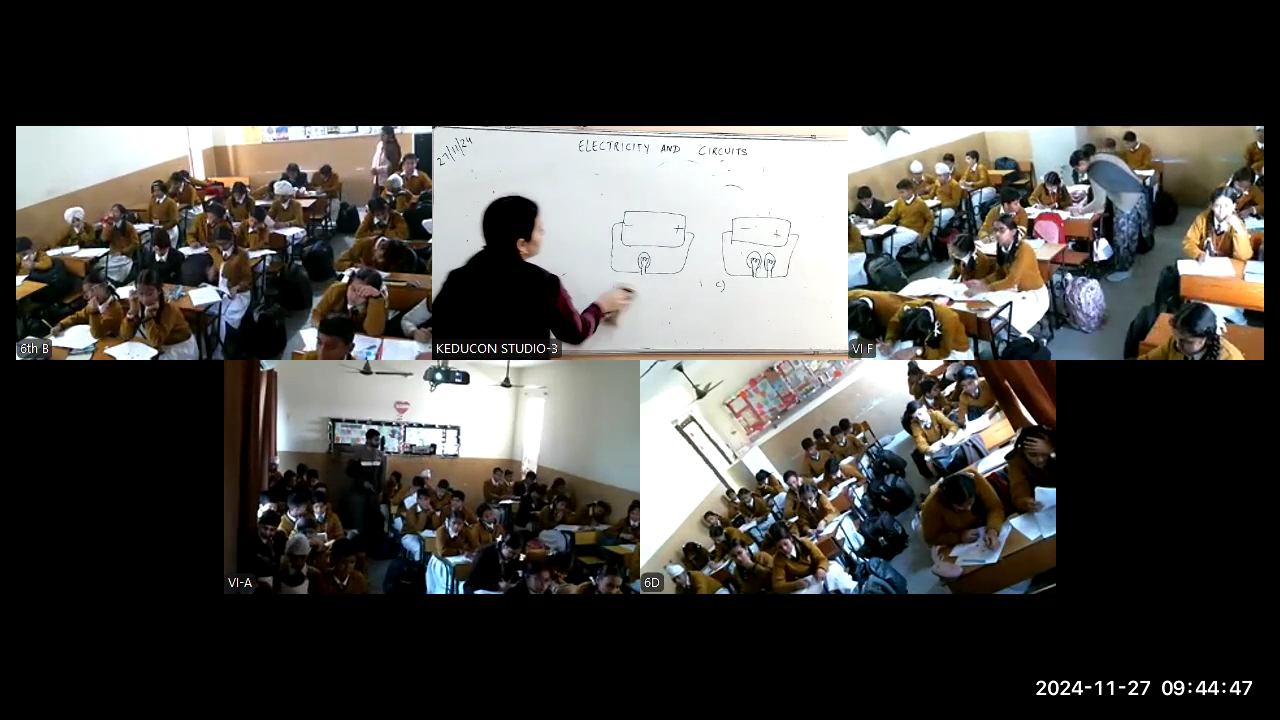 27/11/24
ELECTRICITY AND CIRCUITS
- +
- +
c)
6th B
KEDUCON STUDIO-3
VI F
VI-A
6D
2024-11-27 09:44:47